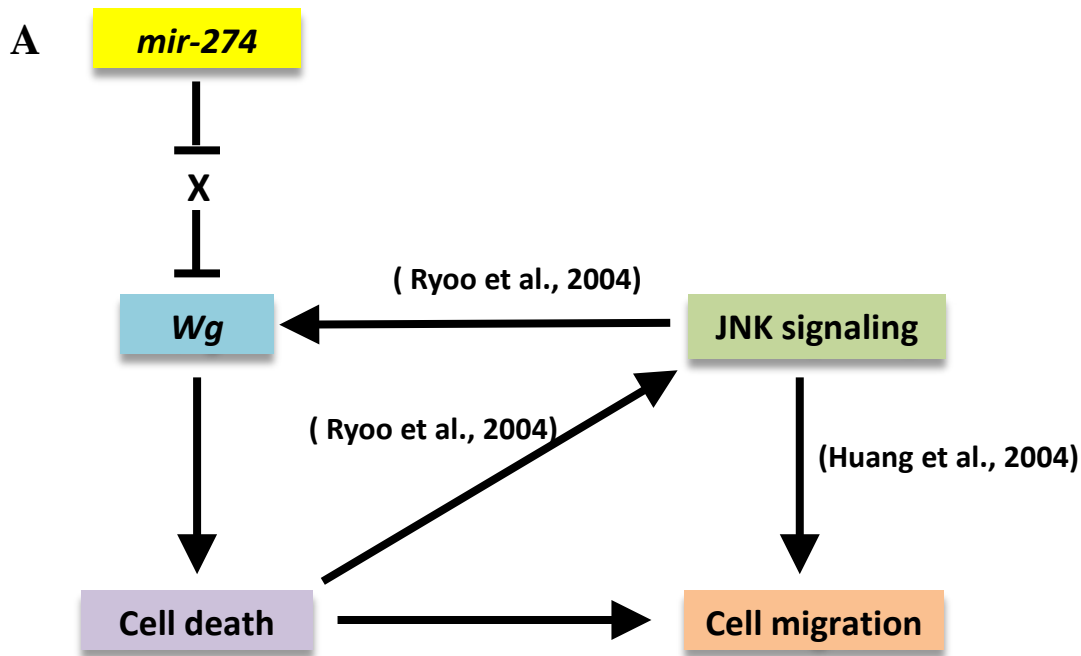 A
mir-274
X
( Ryoo et al., 2004)
Wg
JNK signaling
( Ryoo et al., 2004)
(Huang et al., 2004)
Cell death
Cell migration